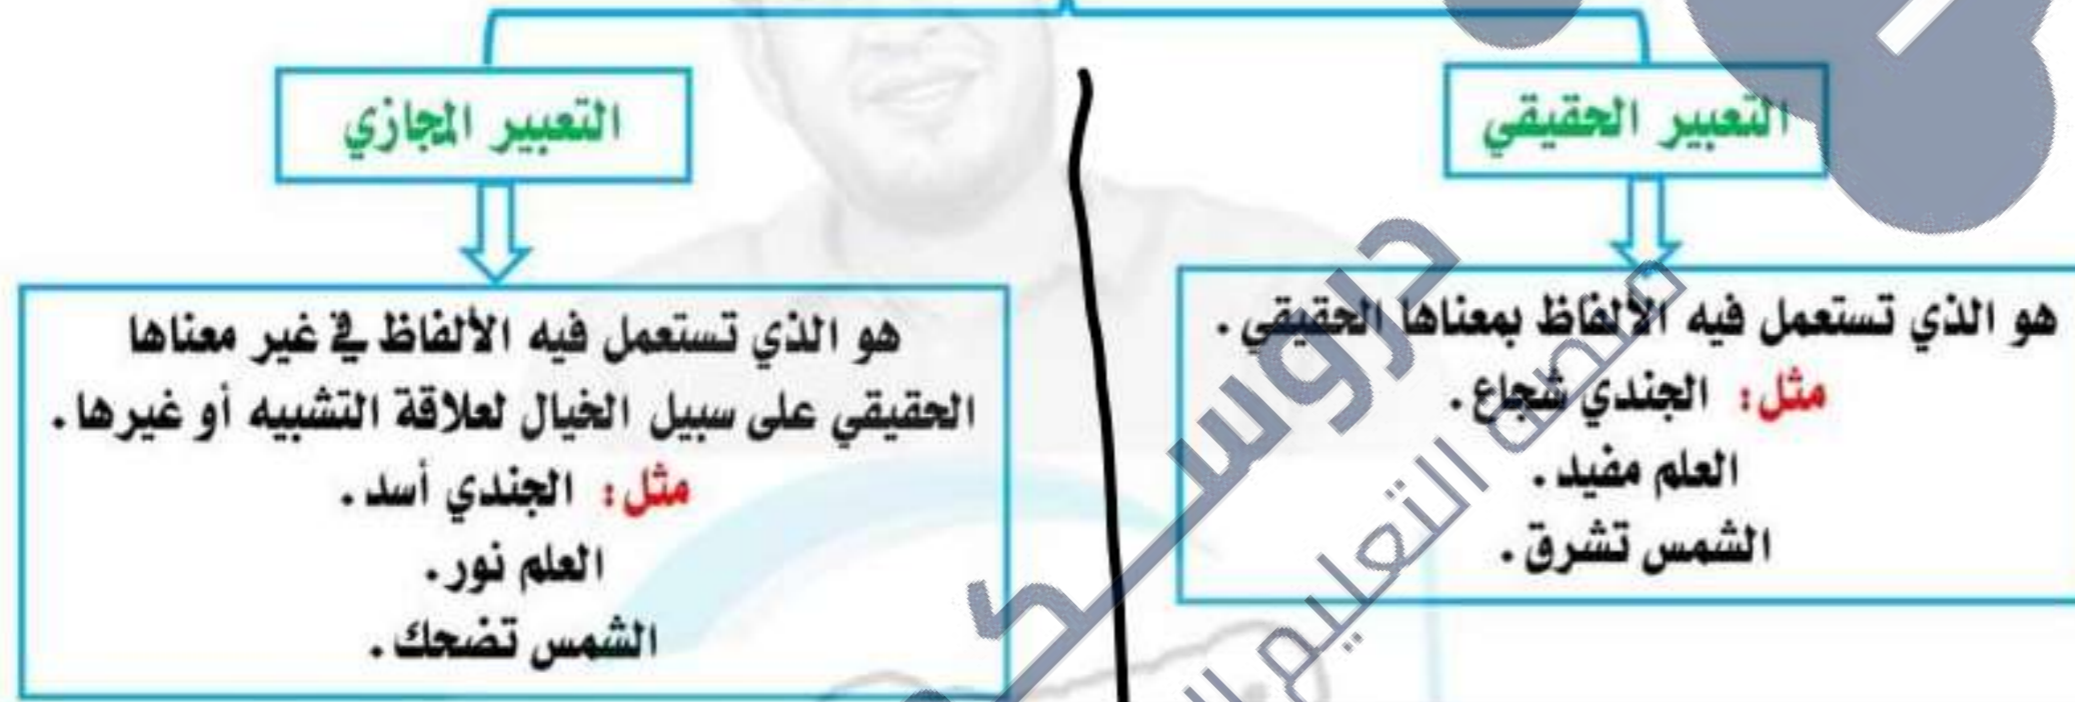 التعبير الحقيقي
هو الذي تستعمل فيه الألفاظ بمعناها الحقيقي.
مثل: الجندي شجاع.
العلم مفيد.
الشمس تشرق.
التعبير المجازي
هو الذي تستعمل فيه الألفاظ في غير معناها
الحقيقي على سبيل الخيال لعلاقة التشبيه أو غيرها.
مثل: الجندي أسد.
العلم نور.
الشمس تضحك.
منصة التعليم